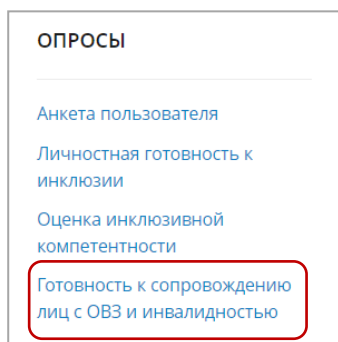 ОПРОСЫ
Анкета пользователя
Личностная готовность к
инклюзии
Оценка инклюзивной
компетентности
Готовность к сопровождению
лиц с ОВЗ и инвалидностью